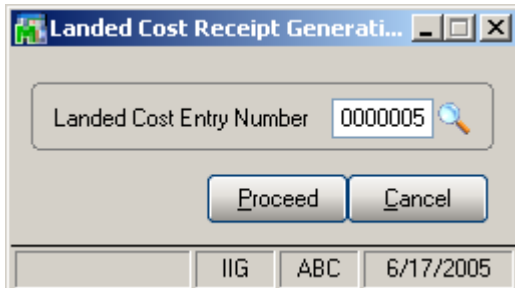 Landed Cost Receipt Generati...
Landed Cost Entry Number 0000005
Proceed Cancel
IIG ABC 6/17/2005